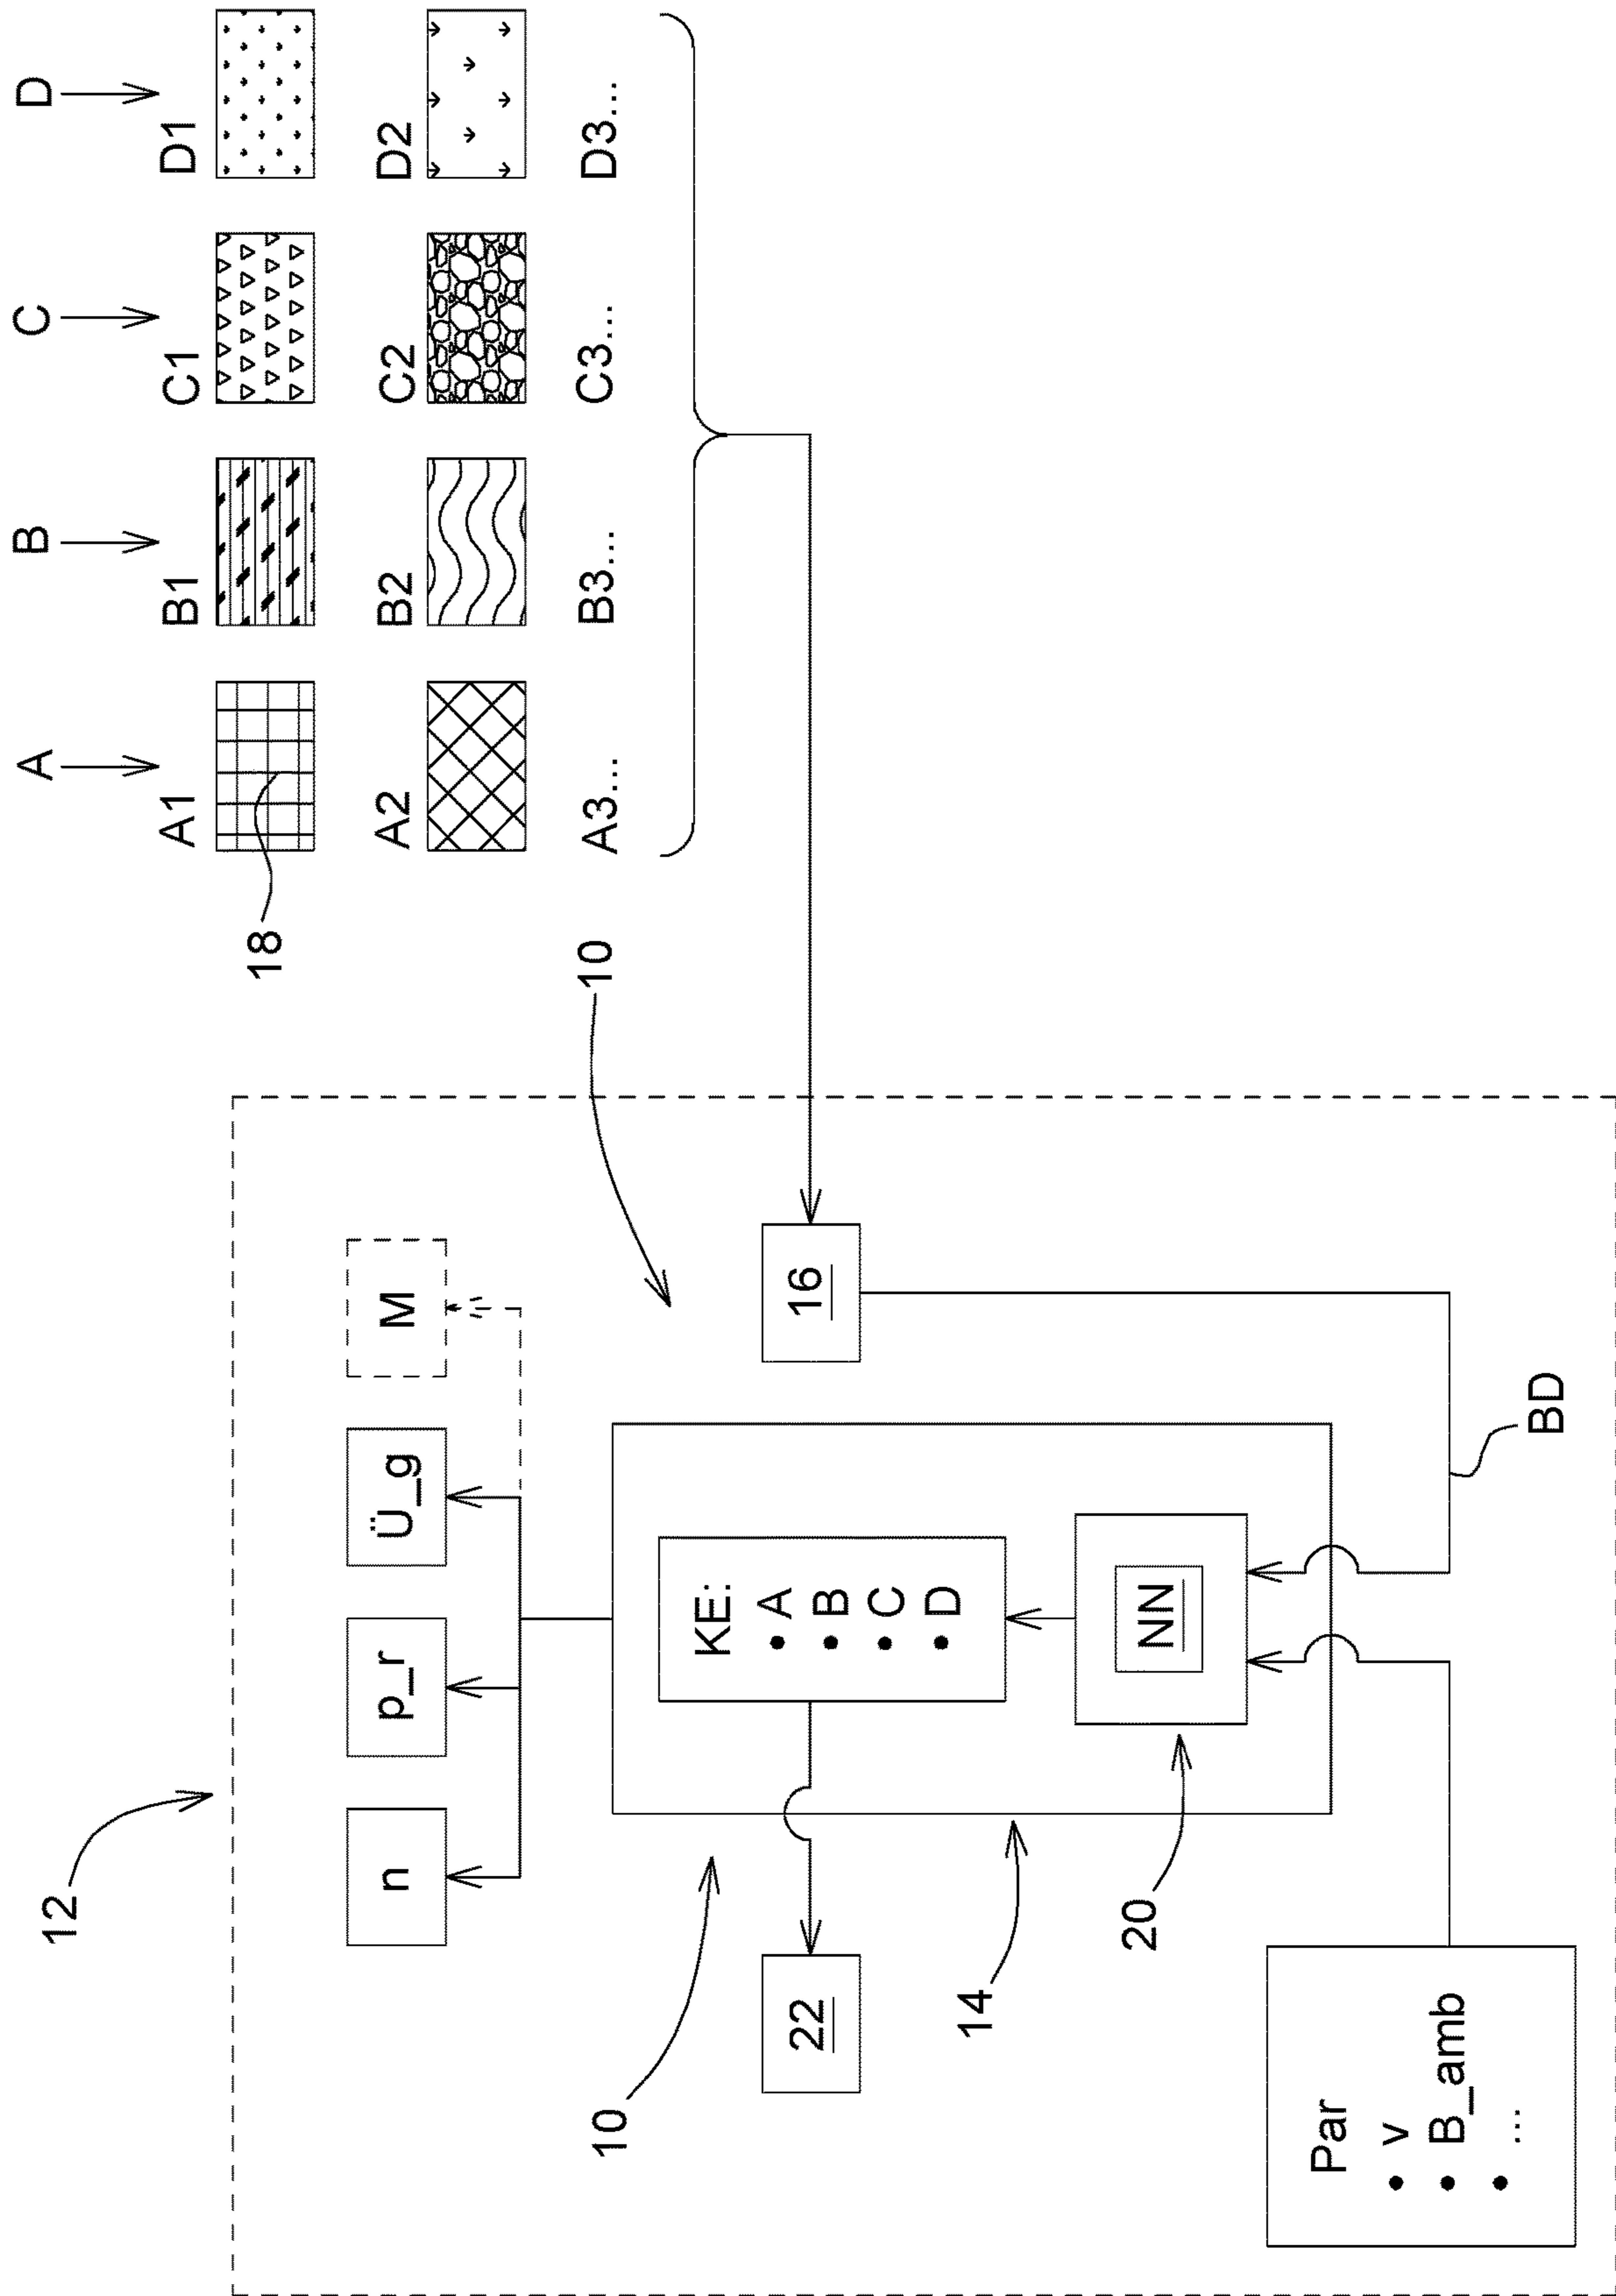 12
10
n
p_r
Ü_g
M
22
KE:
• A
• B
• C
• D
16
10
14
20
NN
BD
Par
• v
• B_amb
• ...
18
A
B
C
D
A1
B1
C1
D1
A2
B2
C2
D2
A3...
B3...
C3...
D3...